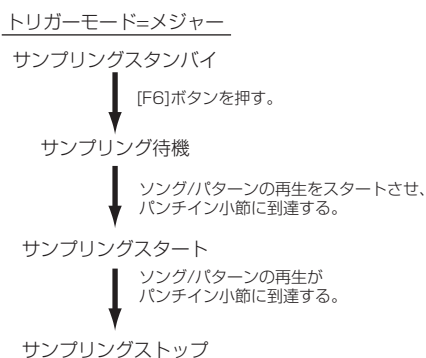 トリガーモード=メジャー
サンプリングスタンバイ
[F6]ボタンを押す。
サンプリング待機
ソング/パターンの再生をスタートさせ、
パンチイン小節に到達する。
サンプリングスタート
ソング/パターンの再生が
パンチイン小節に到達する。
サンプリングストップ